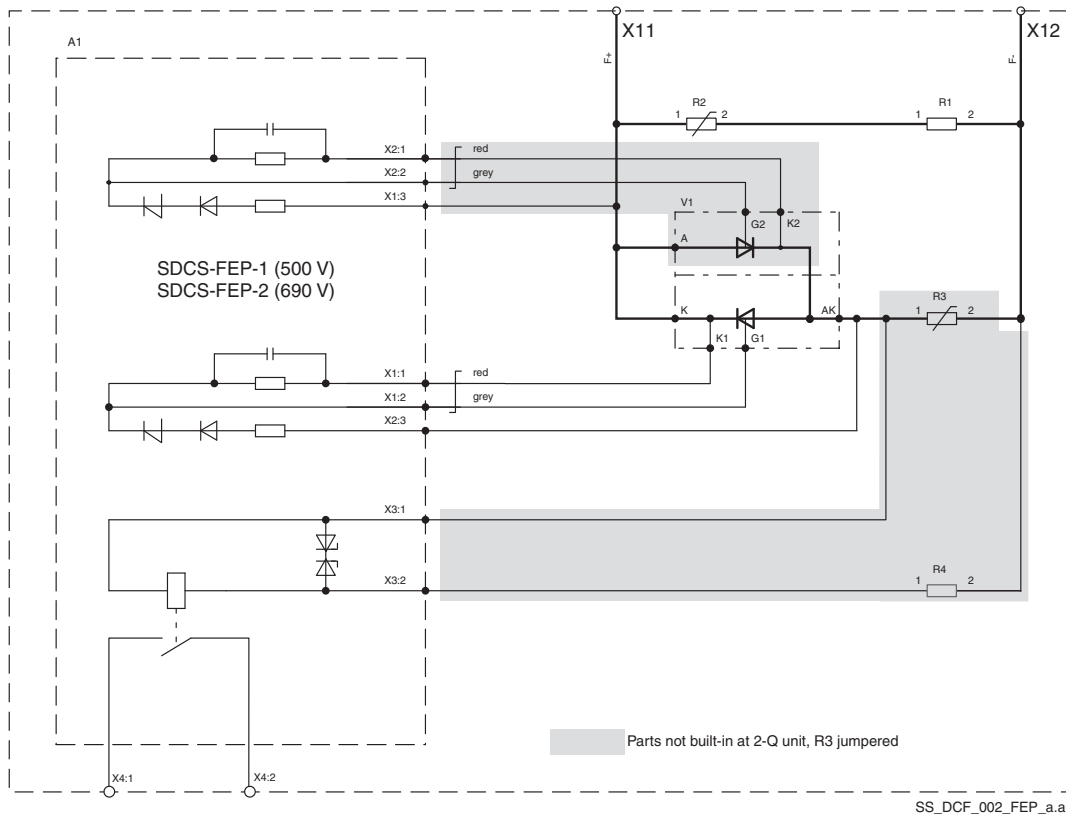 X11
X12
A1
F+
F-
R2
1
2
R1
1
2
X2:1
red
X2:2
grey
X1:3
V1
G2
K2
A
SDCS-FEP-1 (500 V)
SDCS-FEP-2 (690 V)
R3
1
2
K
AK
K1
G1
X1:1
red
X1:2
grey
X2:3
X3:1
X3:2
R4
1
2
Parts not built-in at 2-Q unit, R3 jumpered
X4:1
X4:2
SS_DCF_002_FEP_a.a